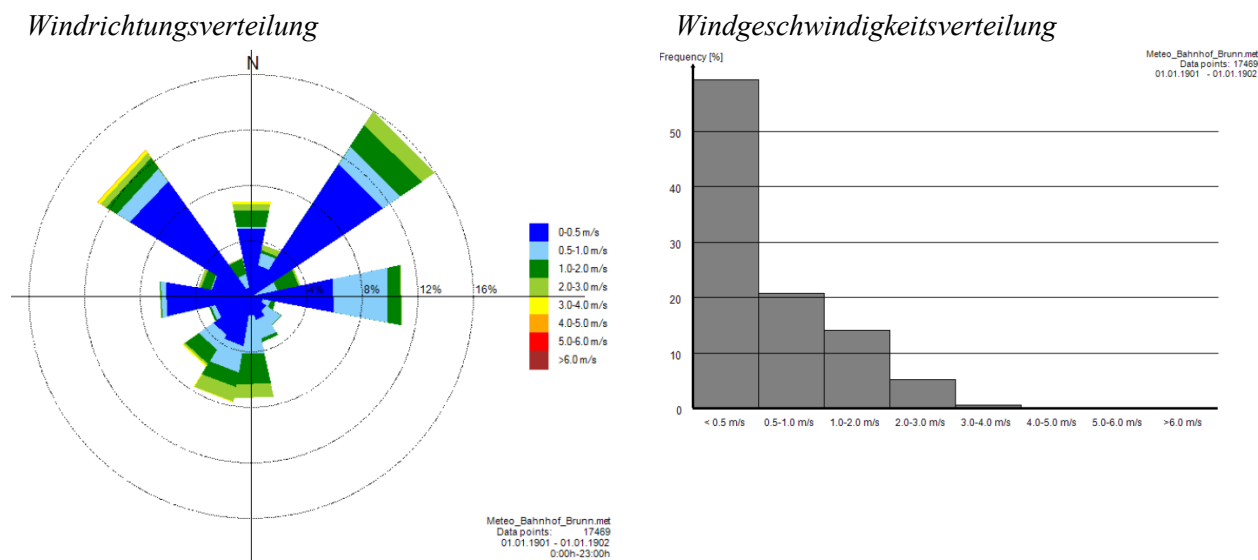 Windrichtungsverteilung
N
8%
12%
16%
0-0.5 m/s
0.5-1.0 m/s
1.0-2.0 m/s
2.0-3.0 m/s
3.0-4.0 m/s
4.0-5.0 m/s
5.0-6.0 m/s
>6.0 m/s
Meteo_Bahnhof_Brunn.met
Data points: 17469
01.01.1901 - 01.01.1902
0:00h-23:00h
Windgeschwindigkeitsverteilung
Frequency [%]
Meteo_Bahnhof_Brunn.met
Data points: 17469
01.01.1901 - 01.01.1902
50
40
30
20
10
0
< 0.5 m/s 0.5-1.0 m/s 1.0-2.0 m/s 2.0-3.0 m/s 3.0-4.0 m/s 4.0-5.0 m/s 5.0-6.0 m/s >6.0 m/s